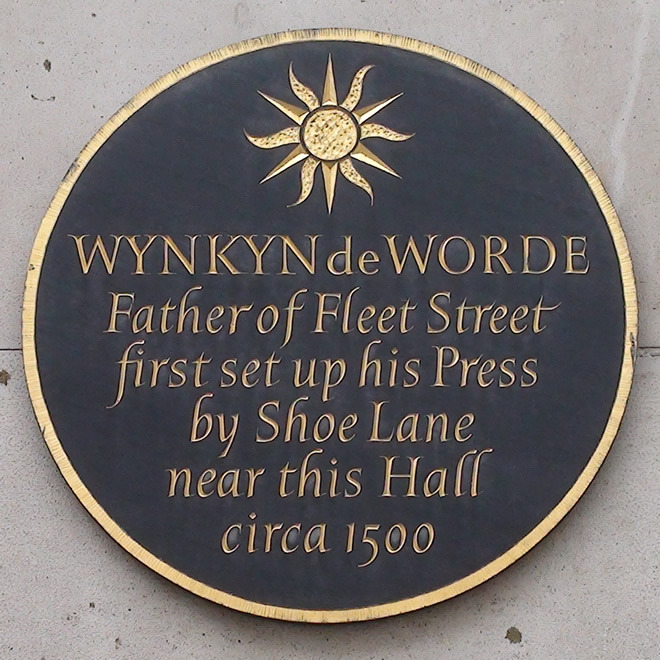 WYNKYN de WORDE
Father of Fleet Street
first set up his Press
by Shoe Lane
near this Hall
circa 1500